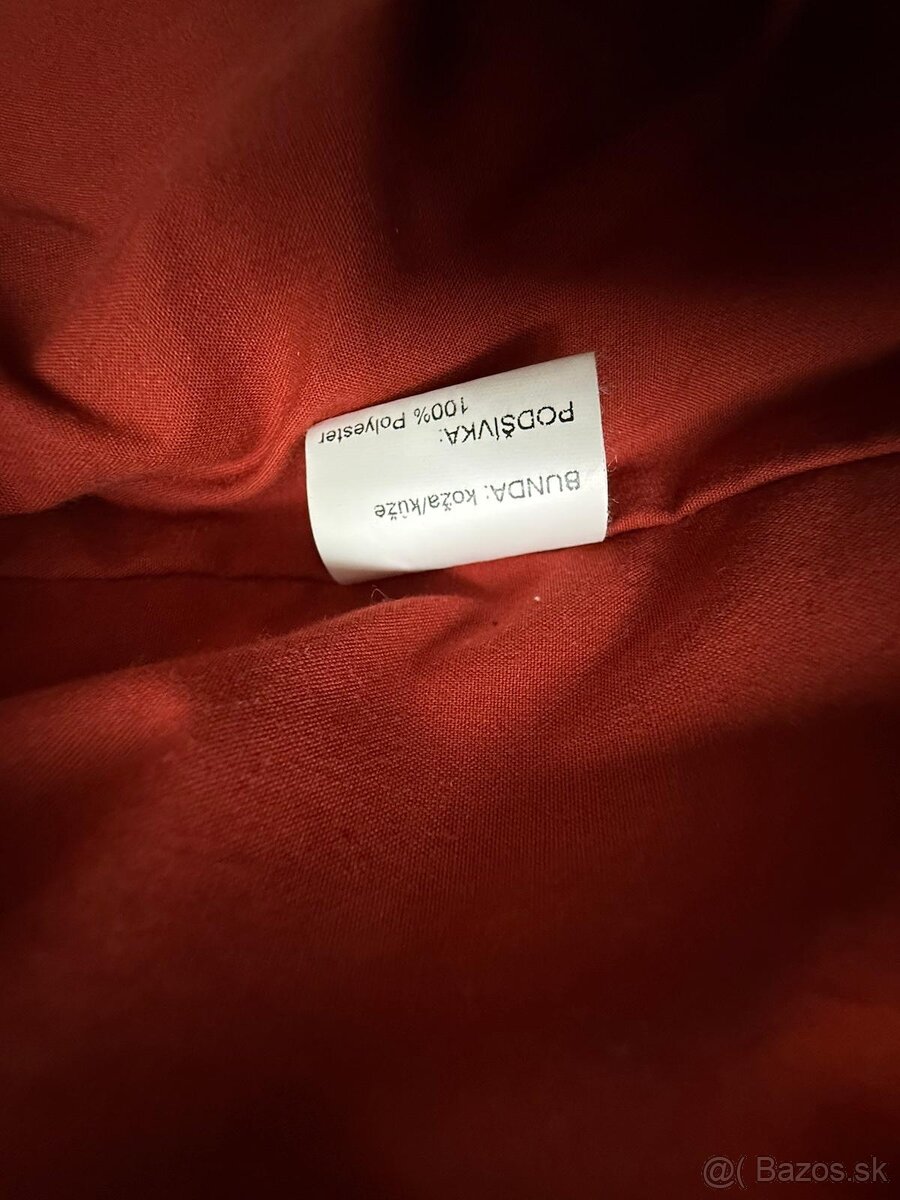 BUNDA: koža/kůže
PODŠÍVKA:
100% Polyester
@( Bazos.sk